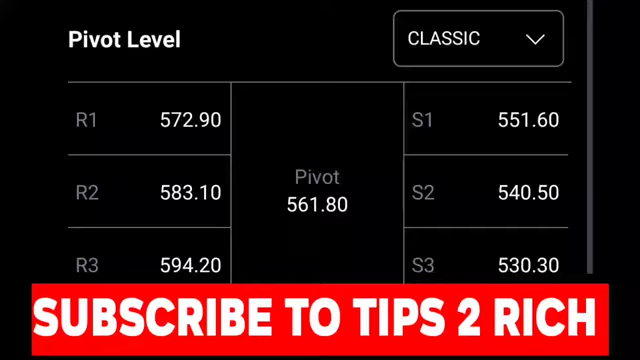 Pivot Level CLASSIC
R1 572.90 S1 551.60
Pivot
R2 583.10 561.80 S2 540.50
R3 594.20 S3 530.30
SUBSCRIBE TO TIPS 2 RICH